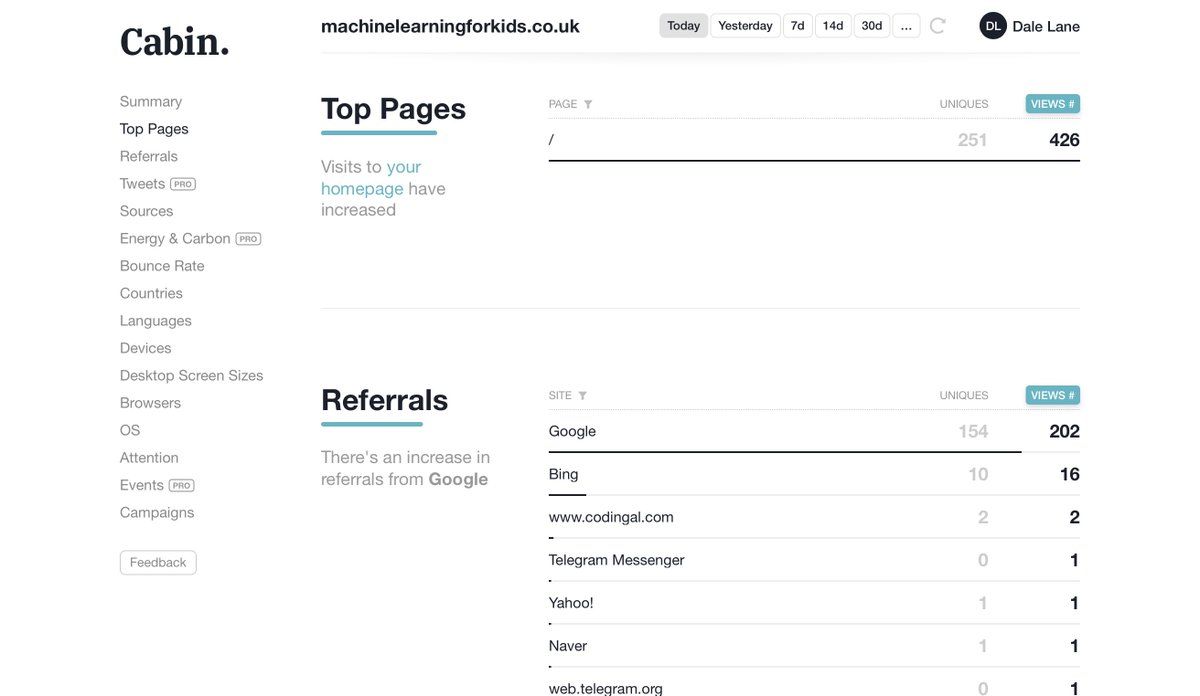 Cabin.
machinelearningforkids.co.uk
Today Yesterday 7d 14d 30d ...
DL Dale Lane
Summary
Top Pages
Referrals
Tweets PRO
Sources
Energy & Carbon PRO
Bounce Rate
Countries
Languages
Devices
Desktop Screen Sizes
Browsers
OS
Attention
Events PRO
Campaigns
Feedback
Top Pages
Visits to your
homepage have
increased
PAGE UNIQUES VIEWS #
/ 251 426
Referrals
There's an increase in
referrals from Google
SITE UNIQUES VIEWS #
Google 154 202
Bing 10 16
www.codingal.com 2 2
Telegram Messenger 0 1
Yahoo! 1 1
Naver 1 1
web.telegram.org 0 1